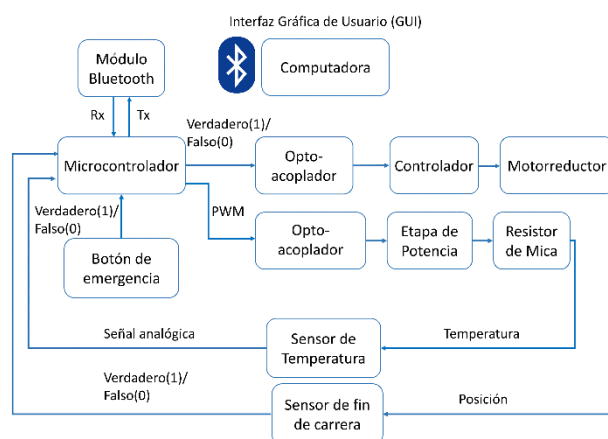 Interfaz Gráfica de Usuario (GUI)
Módulo
Bluetooth
Computadora
Rx
Tx
Verdadero(1)/
Falso(0)
Microcontrolador
Opto-
acoplador
Controlador
Motorreductor
Verdadero(1)/
Falso(0)
PWM
Botón de
emergencia
Opto-
acoplador
Etapa de
Potencia
Resistor
de Mica
Señal analógica
Sensor de
Temperatura
Temperatura
Verdadero(1)/
Falso(0)
Sensor de fin
de carrera
Posición